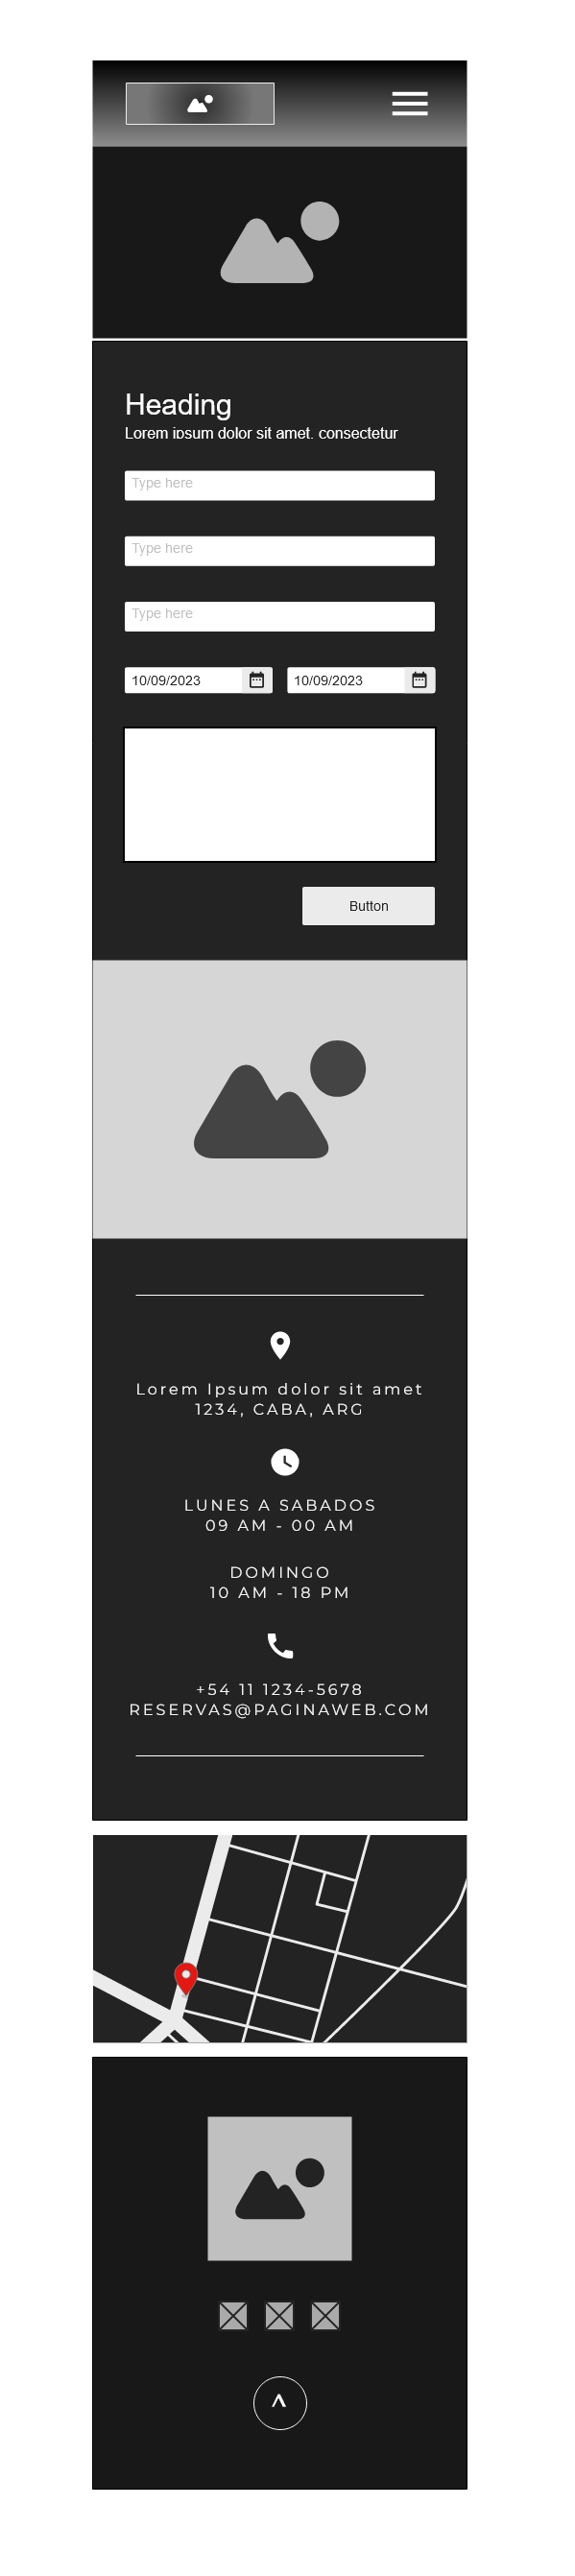 Heading
Lorem ipsum dolor sit amet, consectetur
Type here
Type here
Type here
10/09/2023 10/09/2023
Button
Lorem Ipsum dolor sit amet
1234, CABA, ARG
LUNES A SABADOS
09 AM - 00 AM
DOMINGO
10 AM - 18 PM
+54 11 1234-5678
RESERVAS@PAGINAWEB.COM
^